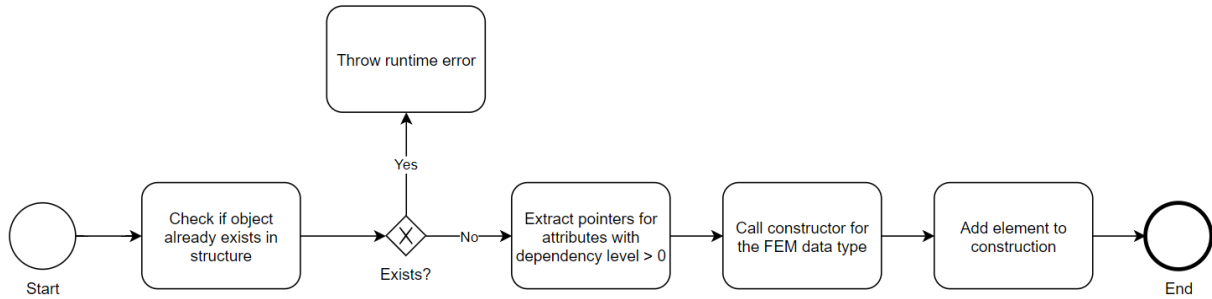 Throw runtime error
Yes
Check if object
already exists in
structure
No
Extract pointers for
attributes with
dependency level > 0
Call constructor for
the FEM data type
Add element to
construction
Start
Exists?
End